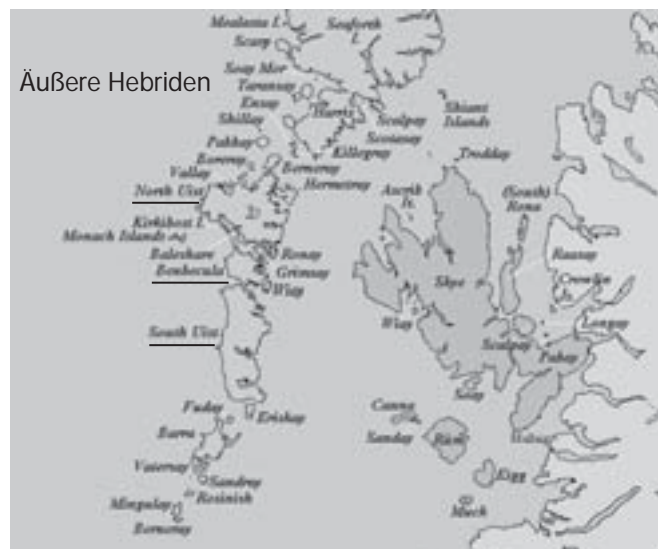 Mealasta I.
Seaforth
I.
Scarp
Soay Mor
Äußere Hebriden
Taransay
Ensay
Harris
Scalpay
Shiant
Islands
Shillay
Scotasay
Pabbay
Killegray
Boreray
Berneray
Trodday
Vallay
Hermetray
North Uist
Ascrib
Is.
(South)
Rona
Kirkibost I.
Monach Islands
Baleshare
Ronay
Raasay
Benbecula
Grimsay
Skye
Wiay
Crowlin
Is.
South Uist
Wiay
Longay
Scalpay
Pabay
Soay
Fuday
Eriskay
Canna
Barra
Sanday
Rùm
Vatersay
Eigg
Sandray
Rosinish
Muck
Mingulay
Berneray